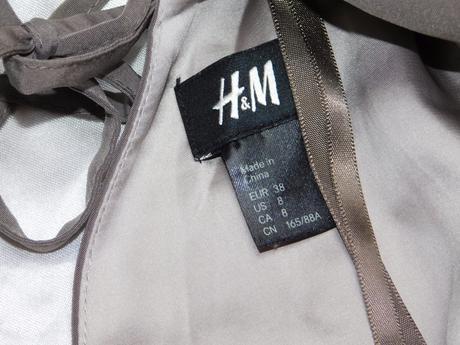 H&M
Made in
China
EUR 38
US 8
CA 8
CN 165/88A